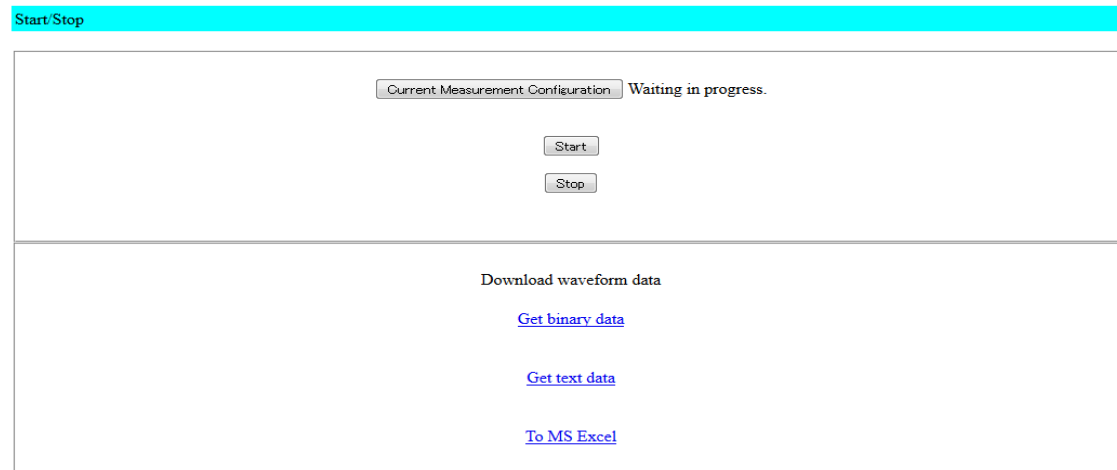 Start/Stop
Current Measurement Configuration Waiting in progress.
Start
Stop
Download waveform data
Get binary data
Get text data
To MS Excel